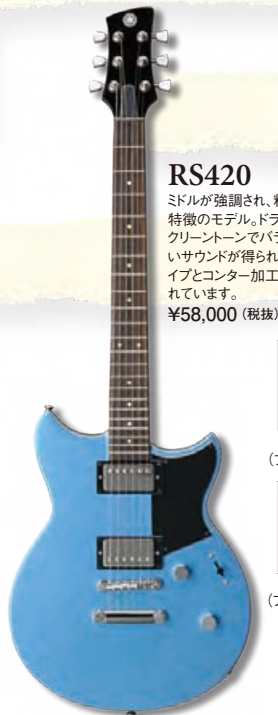 RS420
ミドルが強調され、粘
特徴のモデル。ドラ
クリーントーンでバラ
いサウンドが得られ
イプとコンター加工
れています。
¥58,000（税抜）